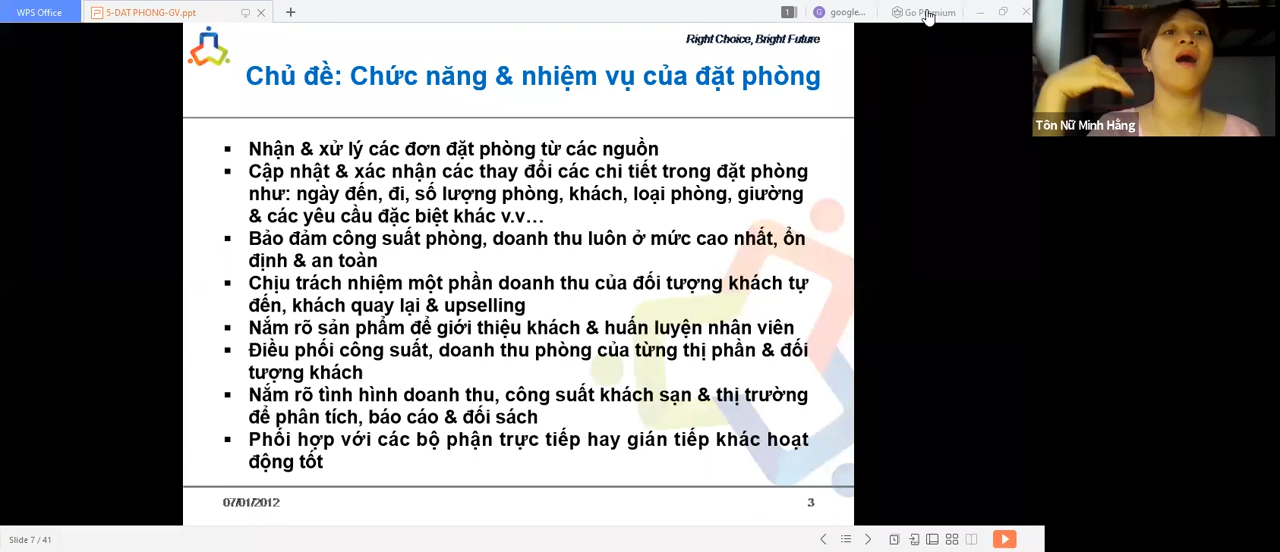 WPS Office
5-DAT PHONG-GV.ppt
1
G
google...
Go Premium
Right Choice, Bright Future
Chủ đề: Chức năng & nhiệm vụ của đặt phòng
Tôn Nữ Minh Hằng
Nhận & xử lý các đơn đặt phòng từ các nguồn
Cập nhật & xác nhận các thay đổi các chi tiết trong đặt phòng
như: ngày đến, đi, số lượng phòng, khách, loại phòng, giường
& các yêu cầu đặc biệt khác v.v…
Bảo đảm công suất phòng, doanh thu luôn ở mức cao nhất, ổn
định & an toàn
Chịu trách nhiệm một phần doanh thu của đối tượng khách tự
đến, khách quay lại & upselling
Nắm rõ sản phẩm để giới thiệu khách & huấn luyện nhân viên
Điều phối công suất, doanh thu phòng của từng thị phần & đối
tượng khách
Nắm rõ tình hình doanh thu, công suất khách sạn & thị trường
để phân tích, báo cáo & đối sách
Phối hợp với các bộ phận trực tiếp hay gián tiếp khác hoạt
động tốt
07/01/2012
3
Slide 7 / 41